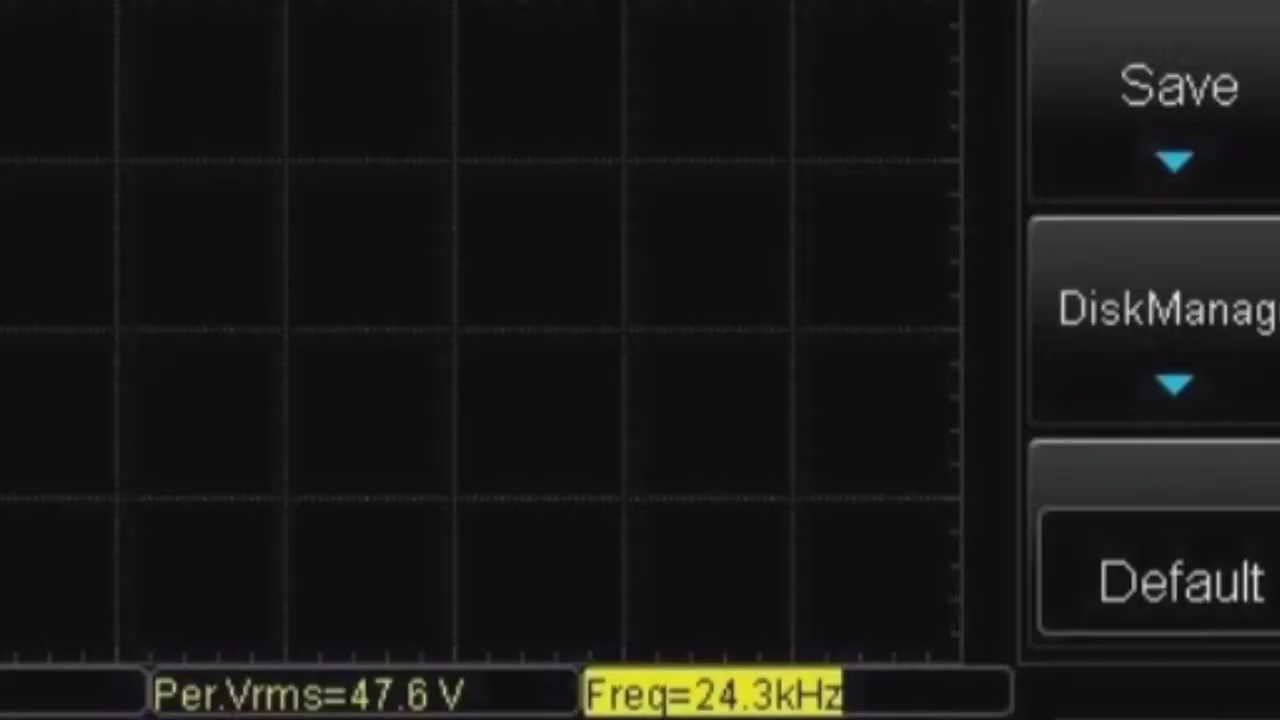 Save
DiskManag
Default
Per.Vrms=47.6 V
Freq=24.3kHz